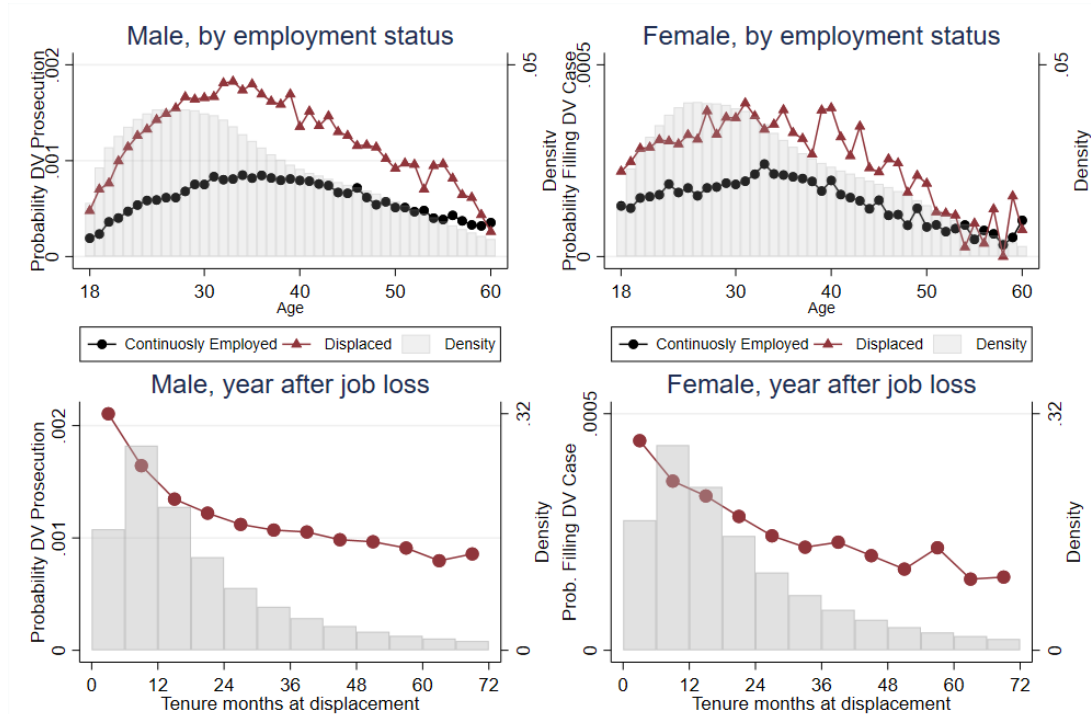 Male, by employment status
Probability DV Prosecution
.002
.001
0
.05
0
Density
18
30
40
50
60
Age
Female, by employment status
Probability Filling DV Case
.0005
0
.05
0
Density
18
30
40
50
60
Age
Continuosly Employed Displaced Density
Continuosly Employed Displaced Density
Male, year after job loss
Probability DV Prosecution
.002
.001
0
.32
0
Density
0
12
24
36
48
60
72
Tenure months at displacement
Female, year after job loss
Prob. Filling DV Case
.0005
0
.32
0
Density
0
12
24
36
48
60
72
Tenure months at displacement